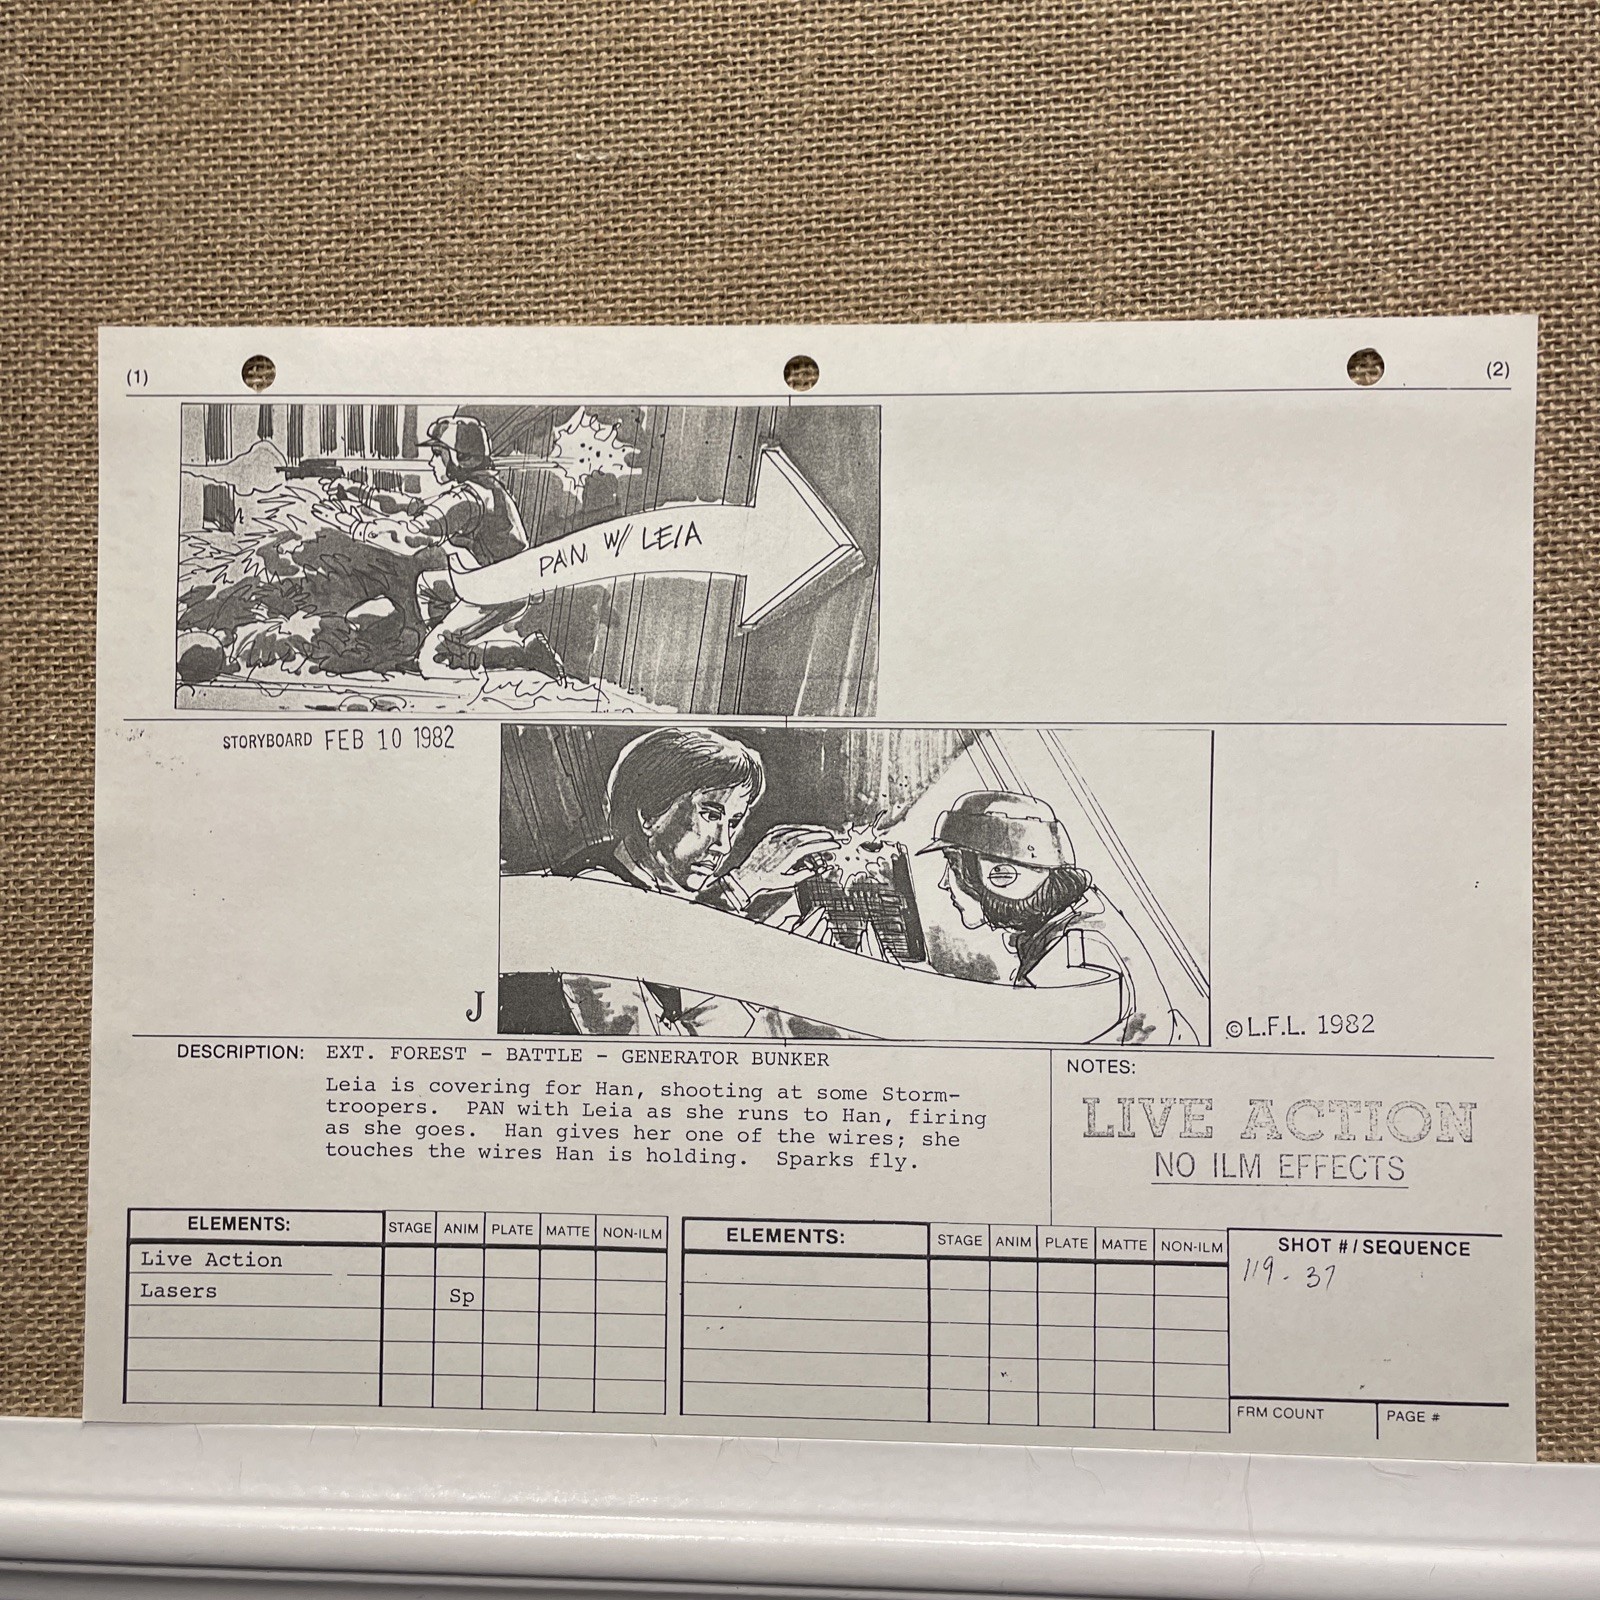 (1)
(2)
PAN W/ LEIA
STORYBOARD FEB 10 1982
J
© L.F.L. 1982
DESCRIPTION: EXT. FOREST - BATTLE - GENERATOR BUNKER
Leia is covering for Han, shooting at some Storm-
troopers. PAN with Leia as she runs to Han, firing
as she goes. Han gives her one of the wires; she
touches the wires Han is holding. Sparks fly.
NOTES:
LIVE ACTION
NO ILM EFFECTS
ELEMENTS: STAGE ANIM PLATE MATTE NON-ILM
Live Action
Lasers Sp
ELEMENTS: STAGE ANIM PLATE MATTE NON-ILM
SHOT #/SEQUENCE
119 - 37
FRM COUNT
PAGE #